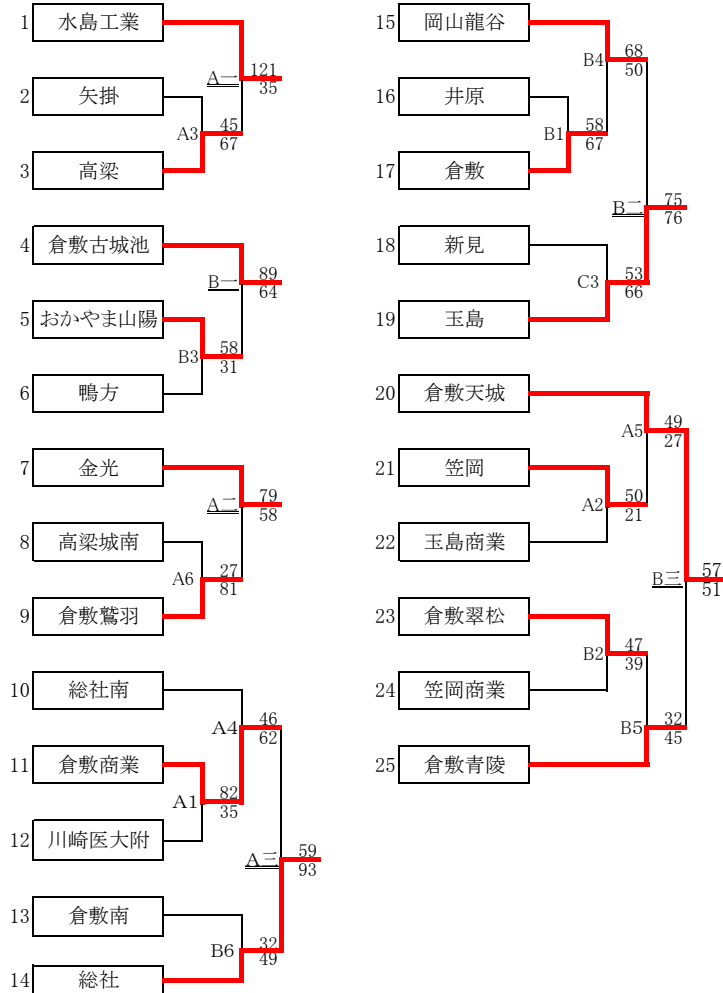 1 水島工業
A一 121
35
2 矢掛
A3 45
67
3 高梁
4 倉敷古城池
B一 89
64
5 おかやま山陽
B3 58
31
6 鴨方
7 金光
A二 79
58
8 高梁城南
A6 27
81
9 倉敷鷲羽
10 総社南
A4 46
62
11 倉敷商業
A1 82
35
12 川崎医大附
A三 59
93
13 倉敷南
B6 32
49
14 総社
15 岡山龍谷
B4 68
50
16 井原
B1 58
67
17 倉敷
B二 75
76
18 新見
C3 53
66
19 玉島
20 倉敷天城
A5 49
27
21 笠岡
A2 50
21
22 玉島商業
B三 57
51
23 倉敷翠松
B2 47
39
24 笠岡商業
B5 32
45
25 倉敷青陵